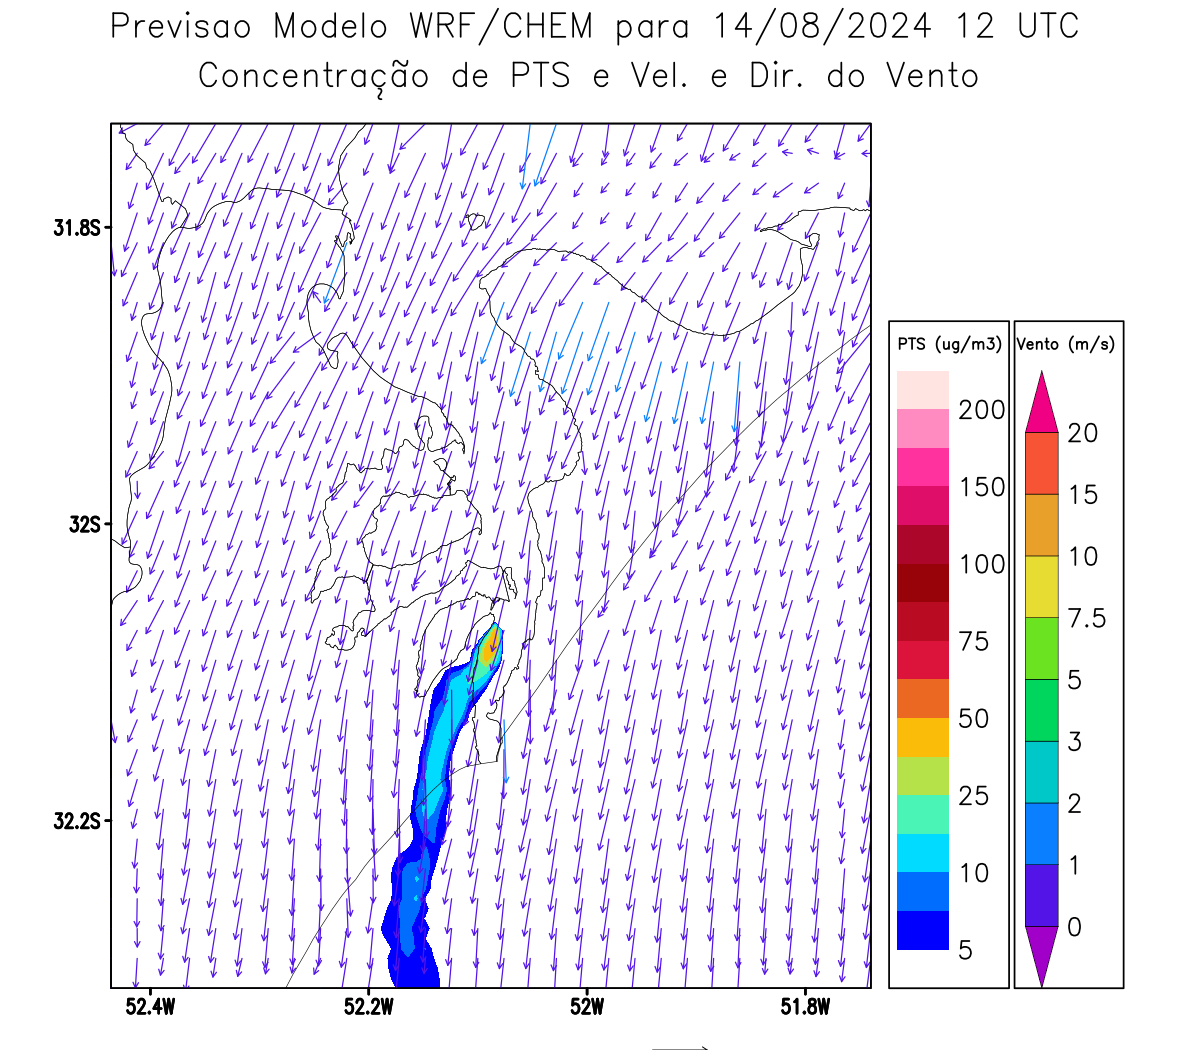 Previsao Modelo WRF/CHEM para 14/08/2024 12 UTC
Concentração de PTS e Vel. e Dir. do Vento
31.8S
32S
32.2S
52.4W 52.2W 52W 51.8W
PTS (ug/m3)
200
150
100
75
50
25
10
5
Vento (m/s)
20
15
10
7.5
5
3
2
1
0